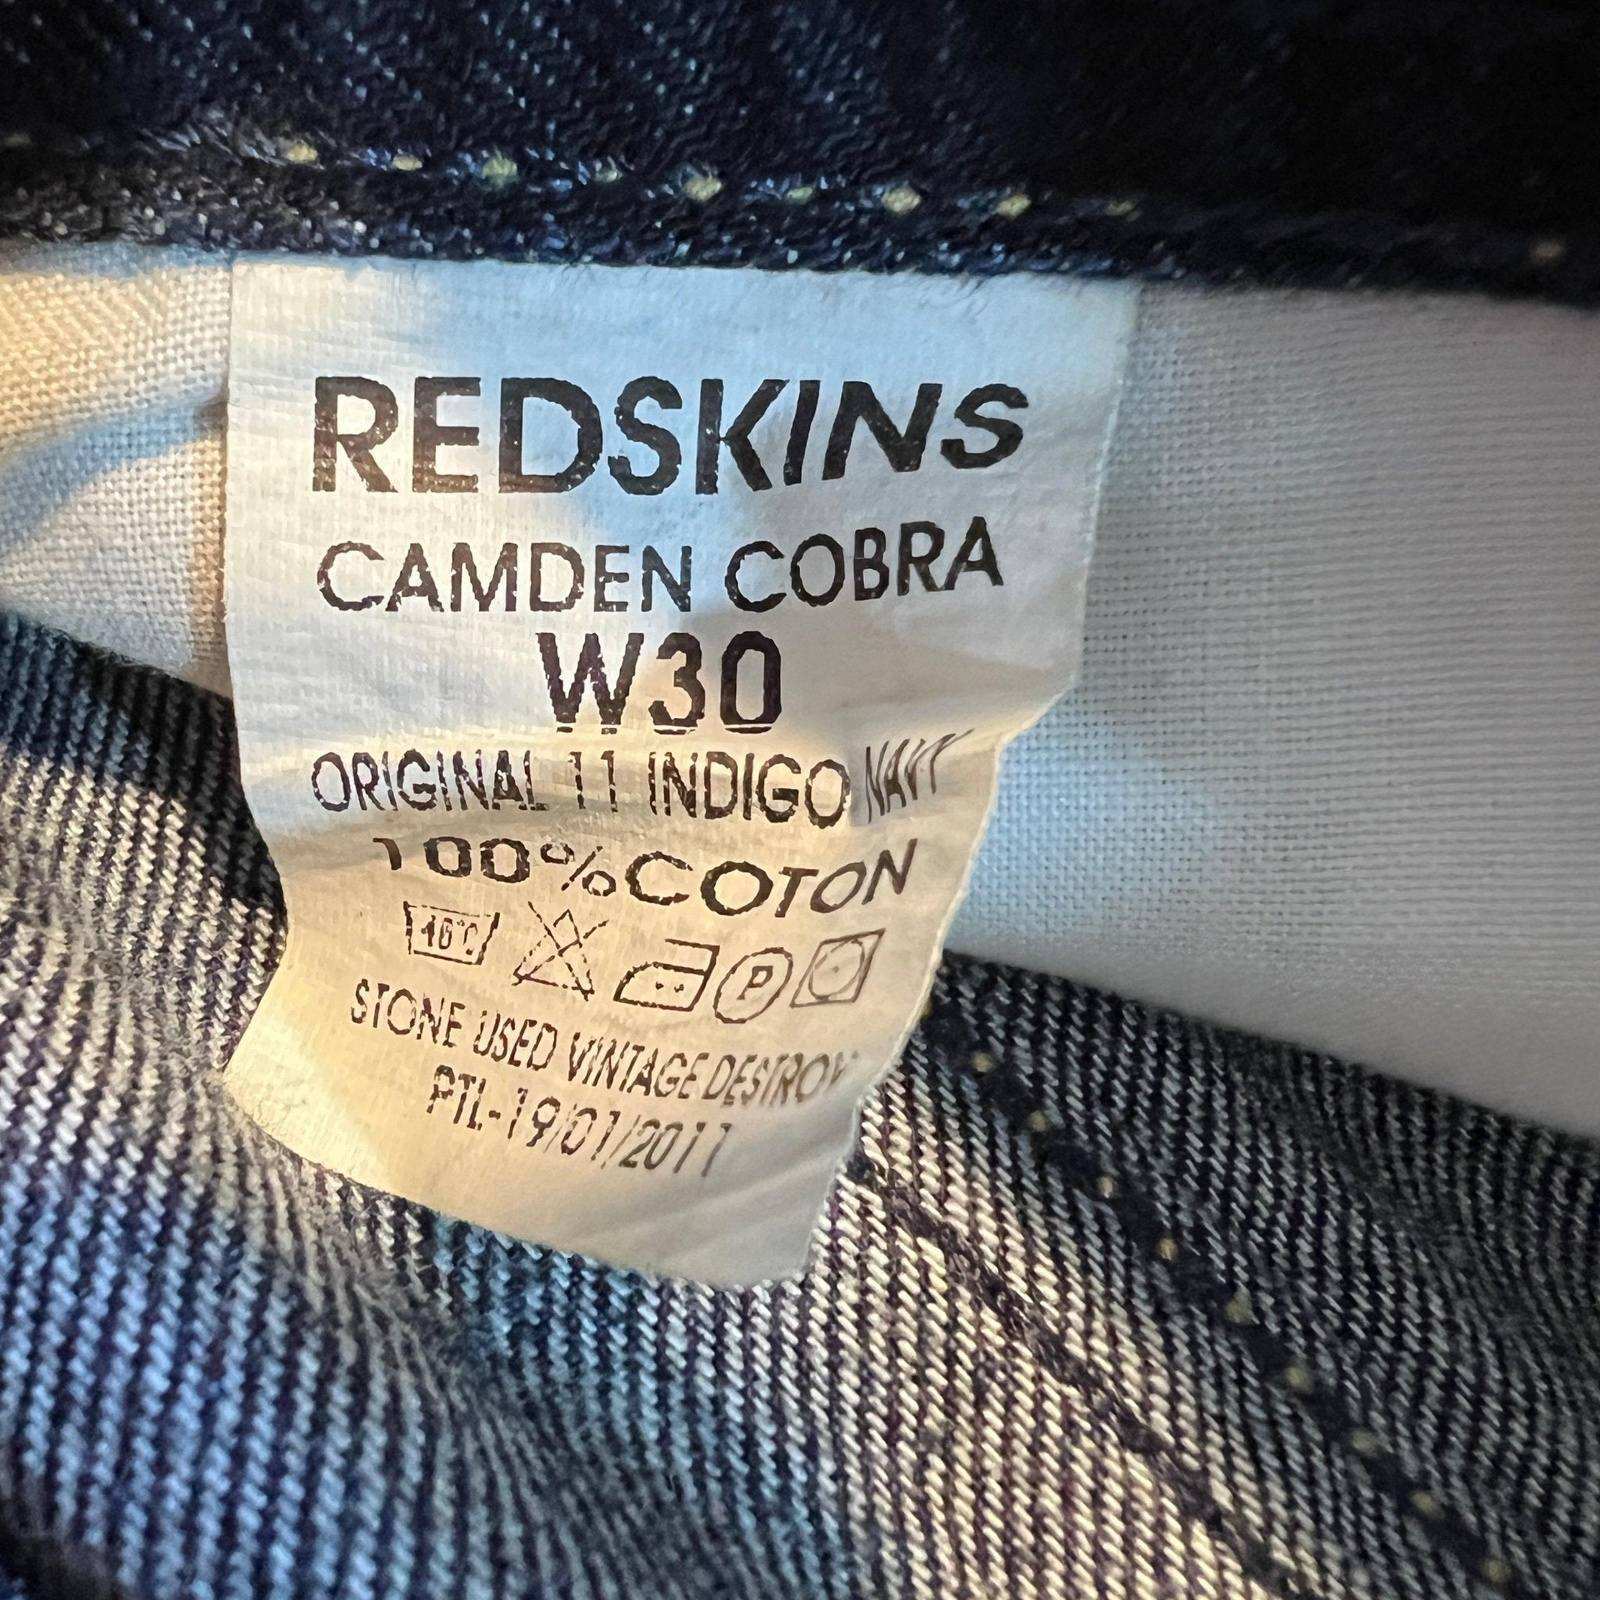 REDSKINS
CAMDEN COBRA
W30
ORIGINAL 11 INDIGO NAVY
100%COTON
40°C
P
STONE USED VINTAGE DESTROY
PTL-19/01/2011